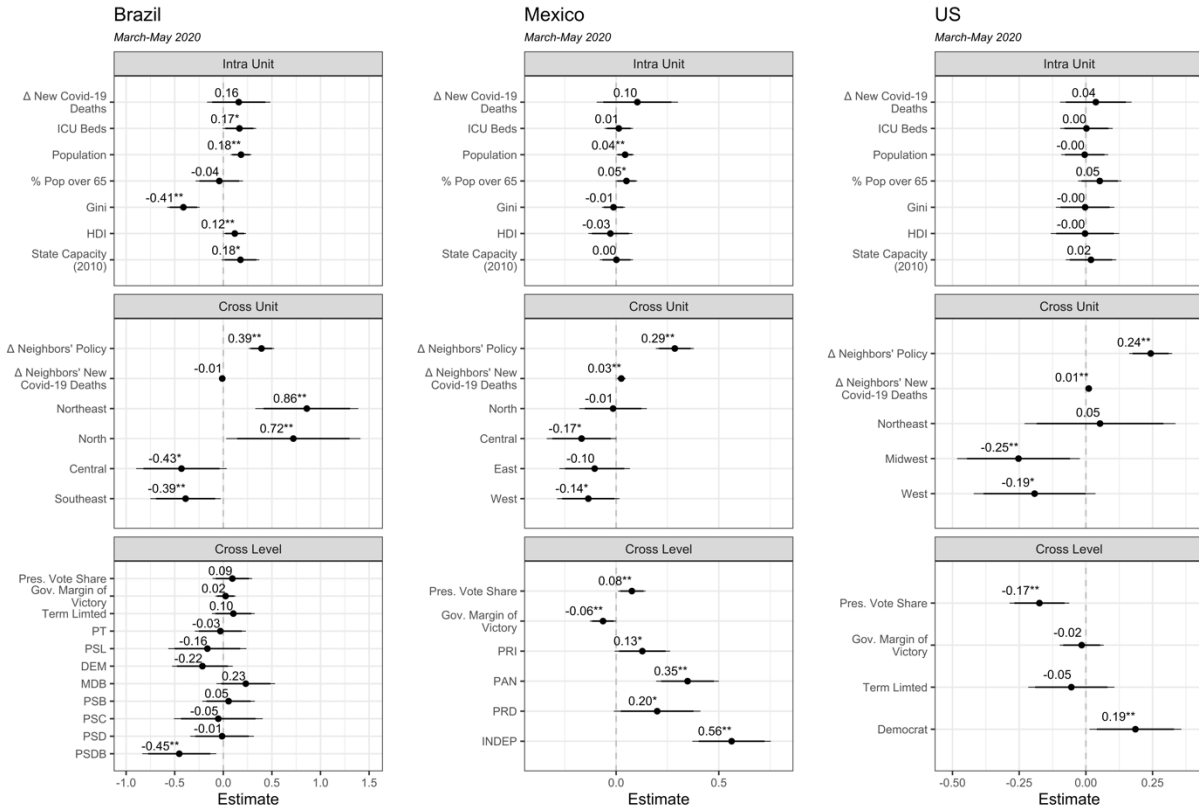 Brazil
March-May 2020
Intra Unit
Δ New Covid-19
Deaths
0.16
ICU Beds
0.17*
Population
0.18**
% Pop over 65
-0.04
Gini
-0.41**
HDI
0.12**
State Capacity
(2010)
0.18*
Cross Unit
Δ Neighbors' Policy
0.39**
Δ Neighbors' New
Covid-19 Deaths
-0.01
Northeast
0.86**
North
0.72**
Central
-0.43*
Southeast
-0.39**
Cross Level
Pres. Vote Share
0.09
Gov. Margin of
Victory
0.02
Term Limted
0.10
PT
-0.03
PSL
-0.16
DEM
-0.22
MDB
0.23
PSB
0.05
PSC
-0.05
PSD
-0.01
PSDB
-0.45**
-1.0 -0.5 0.0 0.5 1.0 1.5
Estimate
Mexico
March-May 2020
Intra Unit
Δ New Covid-19
Deaths
0.10
ICU Beds
0.01
Population
0.04**
% Pop over 65
0.05*
Gini
-0.01
HDI
-0.03
State Capacity
(2010)
0.00
Cross Unit
Δ Neighbors' Policy
0.29**
Δ Neighbors' New
Covid-19 Deaths
0.03**
North
-0.01
Central
-0.17*
East
-0.10
West
-0.14*
Cross Level
Pres. Vote Share
0.08**
Gov. Margin of
Victory
-0.06**
PRI
0.13*
PAN
0.35**
PRD
0.20*
INDEP
0.56**
0.0 0.5
Estimate
US
March-May 2020
Intra Unit
Δ New Covid-19
Deaths
0.04
ICU Beds
0.00
Population
-0.00
% Pop over 65
0.05
Gini
-0.00
HDI
-0.00
State Capacity
(2010)
0.02
Cross Unit
Δ Neighbors' Policy
0.24**
Δ Neighbors' New
Covid-19 Deaths
0.01**
Northeast
0.05
Midwest
-0.25**
West
-0.19*
Cross Level
Pres. Vote Share
-0.17**
Gov. Margin of
Victory
-0.02
Term Limted
-0.05
Democrat
0.19**
-0.50 -0.25 0.00 0.25
Estimate